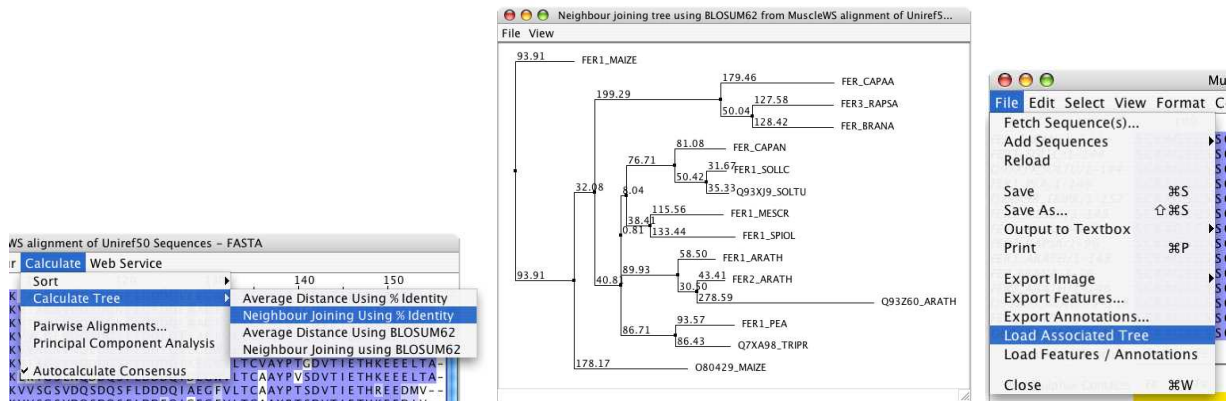 WS alignment of Uniref50 Sequences – FASTA
Calculate Web Service
Sort
Calculate Tree
Pairwise Alignments...
Principal Component Analysis
✓ Autocalculate Consensus
140 150
Average Distance Using % Identity
Neighbour Joining Using % Identity
Average Distance Using BLOSUM62
Neighbour Joining using BLOSUM62
LTCVAYPTGDVTIETHKEEELTA-
LTCAAYPVSDVTIETHKEEELTA-
KVVSGSVDQSDQSFLDDDQIAEGFVLTCAAYPTSDVTIETHREEDMV--
Neighbour joining tree using BLOSUM62 from MuscleWS alignment of Uniref5...
File View
93.91 FER1_MAIZE
179.46 FER_CAPAA
199.29
127.58 FER3_RAPSA
50.04
128.42 FER_BRANA
81.08 FER_CAPAN
76.71
31.67 FER1_SOLLC
50.42
35.33 Q93XJ9_SOLTU
32.08
8.04
115.56 FER1_MESCR
38.41
0.81
133.44 FER1_SPIOL
58.50 FER1_ARATH
89.93
43.41 FER2_ARATH
93.91
40.8
30.50
278.59 Q93Z60_ARATH
93.57 FER1_PEA
86.71
86.43 Q7XA98_TRIPR
178.17 O80429_MAIZE
Mu
File Edit Select View Format C
Fetch Sequence(s)...
Add Sequences
Reload
Save ⌘S
Save As... ⇧⌘S
Output to Textbox
Print ⌘P
Export Image
Export Features...
Export Annotations...
Load Associated Tree
Load Features / Annotations
Close ⌘W